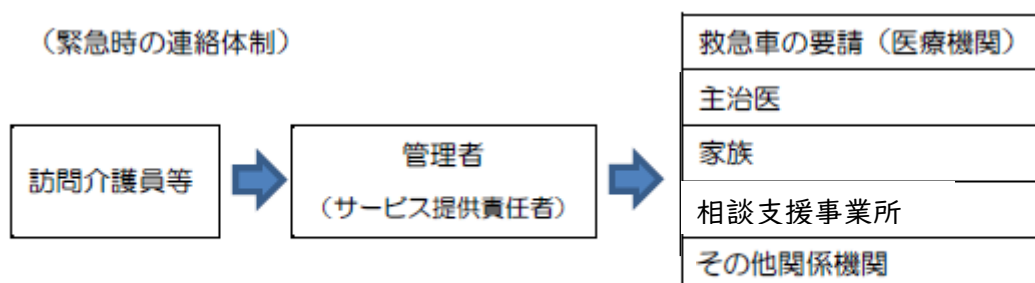 （緊急時の連絡体制）
訪問介護員等
管理者
（サービス提供責任者）
救急車の要請（医療機関）
主治医
家族
相談支援事業所
その他関係機関